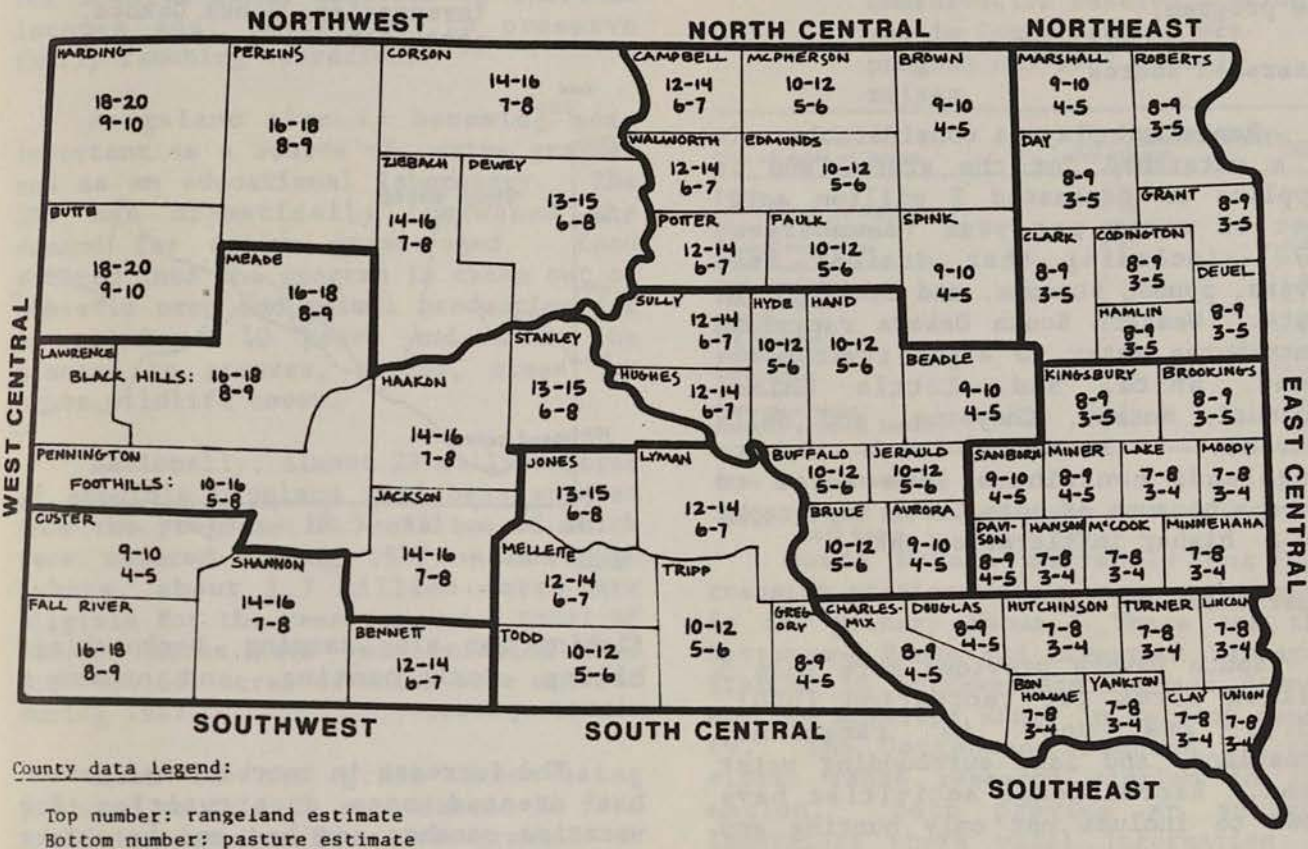 NORTHWEST
NORTH CENTRAL
NORTHEAST
WEST CENTRAL
EAST CENTRAL
SOUTHWEST
SOUTH CENTRAL
SOUTHEAST
HARDING
18-20
9-10
PERKINS
16-18
8-9
CORSON
14-16
7-8
CAMPBELL
12-14
6-7
MCPHERSON
10-12
5-6
BROWN
9-10
4-5
MARSHALL
9-10
4-5
ROBERTS
8-9
3-5
ZIEBACH
14-16
7-8
DEWEY
13-15
6-8
WALWORTH
12-14
6-7
EDMUNDS
10-12
5-6
DAY
8-9
3-5
GRANT
8-9
3-5
BUTTE
18-20
9-10
MEADE
16-18
8-9
POTTER
12-14
6-7
FAULK
10-12
5-6
SPINK
9-10
4-5
CLARK
8-9
3-5
CODINGTON
8-9
3-5
DEUEL
8-9
3-5
HAMLIN
8-9
3-5
SULLY
12-14
6-7
HYDE
10-12
5-6
HAND
10-12
5-6
LAWRENCE
BLACK HILLS: 16-18
8-9
STANLEY
13-15
6-8
HUGHES
12-14
6-7
BEADLE
9-10
4-5
KINGSBURY
8-9
3-5
BROOKINGS
8-9
3-5
HAAKON
14-16
7-8
PENNINGTON
FOOTHILLS: 10-16
5-8
JONES
13-15
6-8
LYMAN
12-14
6-7
BUFFALO
10-12
5-6
JERAULD
10-12
5-6
SANBORN
9-10
4-5
MINER
8-9
4-5
LAKE
7-8
3-4
MOODY
7-8
3-4
CUSTER
9-10
4-5
JACKSON
14-16
7-8
MELLETTE
12-14
6-7
BRULE
10-12
5-6
AURORA
9-10
4-5
DAVI-
SON
8-9
4-5
HANSON
7-8
3-4
McCOOK
7-8
3-4
MINNEHAHA
7-8
3-4
SHANNON
14-16
7-8
FALL RIVER
16-18
8-9
BENNETT
12-14
6-7
TODD
10-12
5-6
TRIPP
10-12
5-6
GREG-
ORY
8-9
4-5
CHARLES-
MIX
8-9
4-5
DOUGLAS
8-9
4-5
HUTCHINSON
7-8
3-4
TURNER
7-8
3-4
LINCOLN
7-8
3-4
BON
HOMME
7-8
3-4
YANKTON
7-8
3-4
CLAY
7-8
3-4
UNION
7-8
3-4
County data legend:
Top number: rangeland estimate
Bottom number: pasture estimate